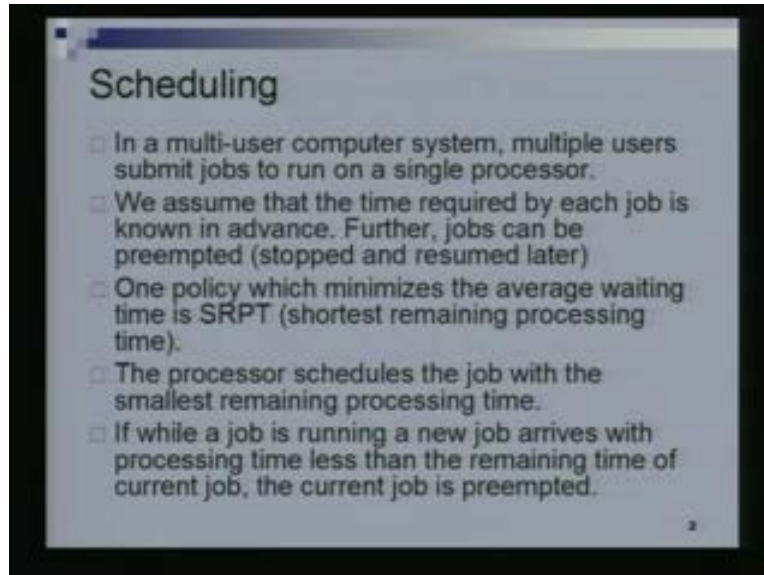 Scheduling
In a multi-user computer system, multiple users
submit jobs to run on a single processor.
We assume that the time required by each job is
known in advance. Further, jobs can be
preempted (stopped and resumed later)
One policy which minimizes the average waiting
time is SRPT (shortest remaining processing
time).
The processor schedules the job with the
smallest remaining processing time.
If while a job is running a new job arrives with
processing time less than the remaining time of
current job, the current job is preempted.
2